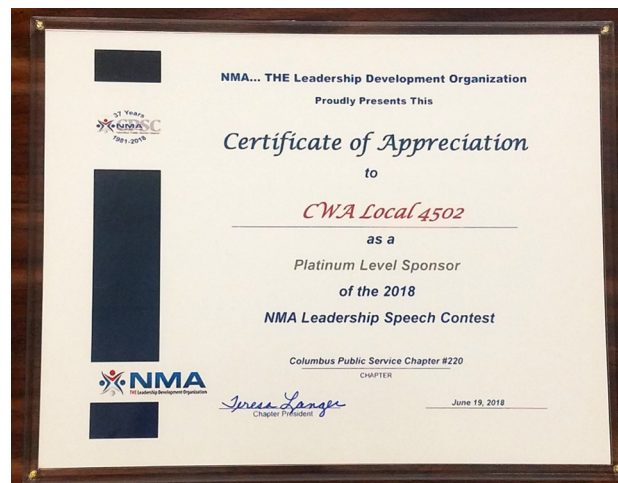 NMA... THE Leadership Development Organization
Proudly Presents This
Certificate of Appreciation
to
CWA Local 4502
as a
Platinum Level Sponsor
of the 2018
NMA Leadership Speech Contest
Columbus Public Service Chapter #220
CHAPTER
Teresa Langer
Chapter President
June 19, 2018
37 Years
NMA CDSC
1981-2018
NMA
THE Leadership Development Organization